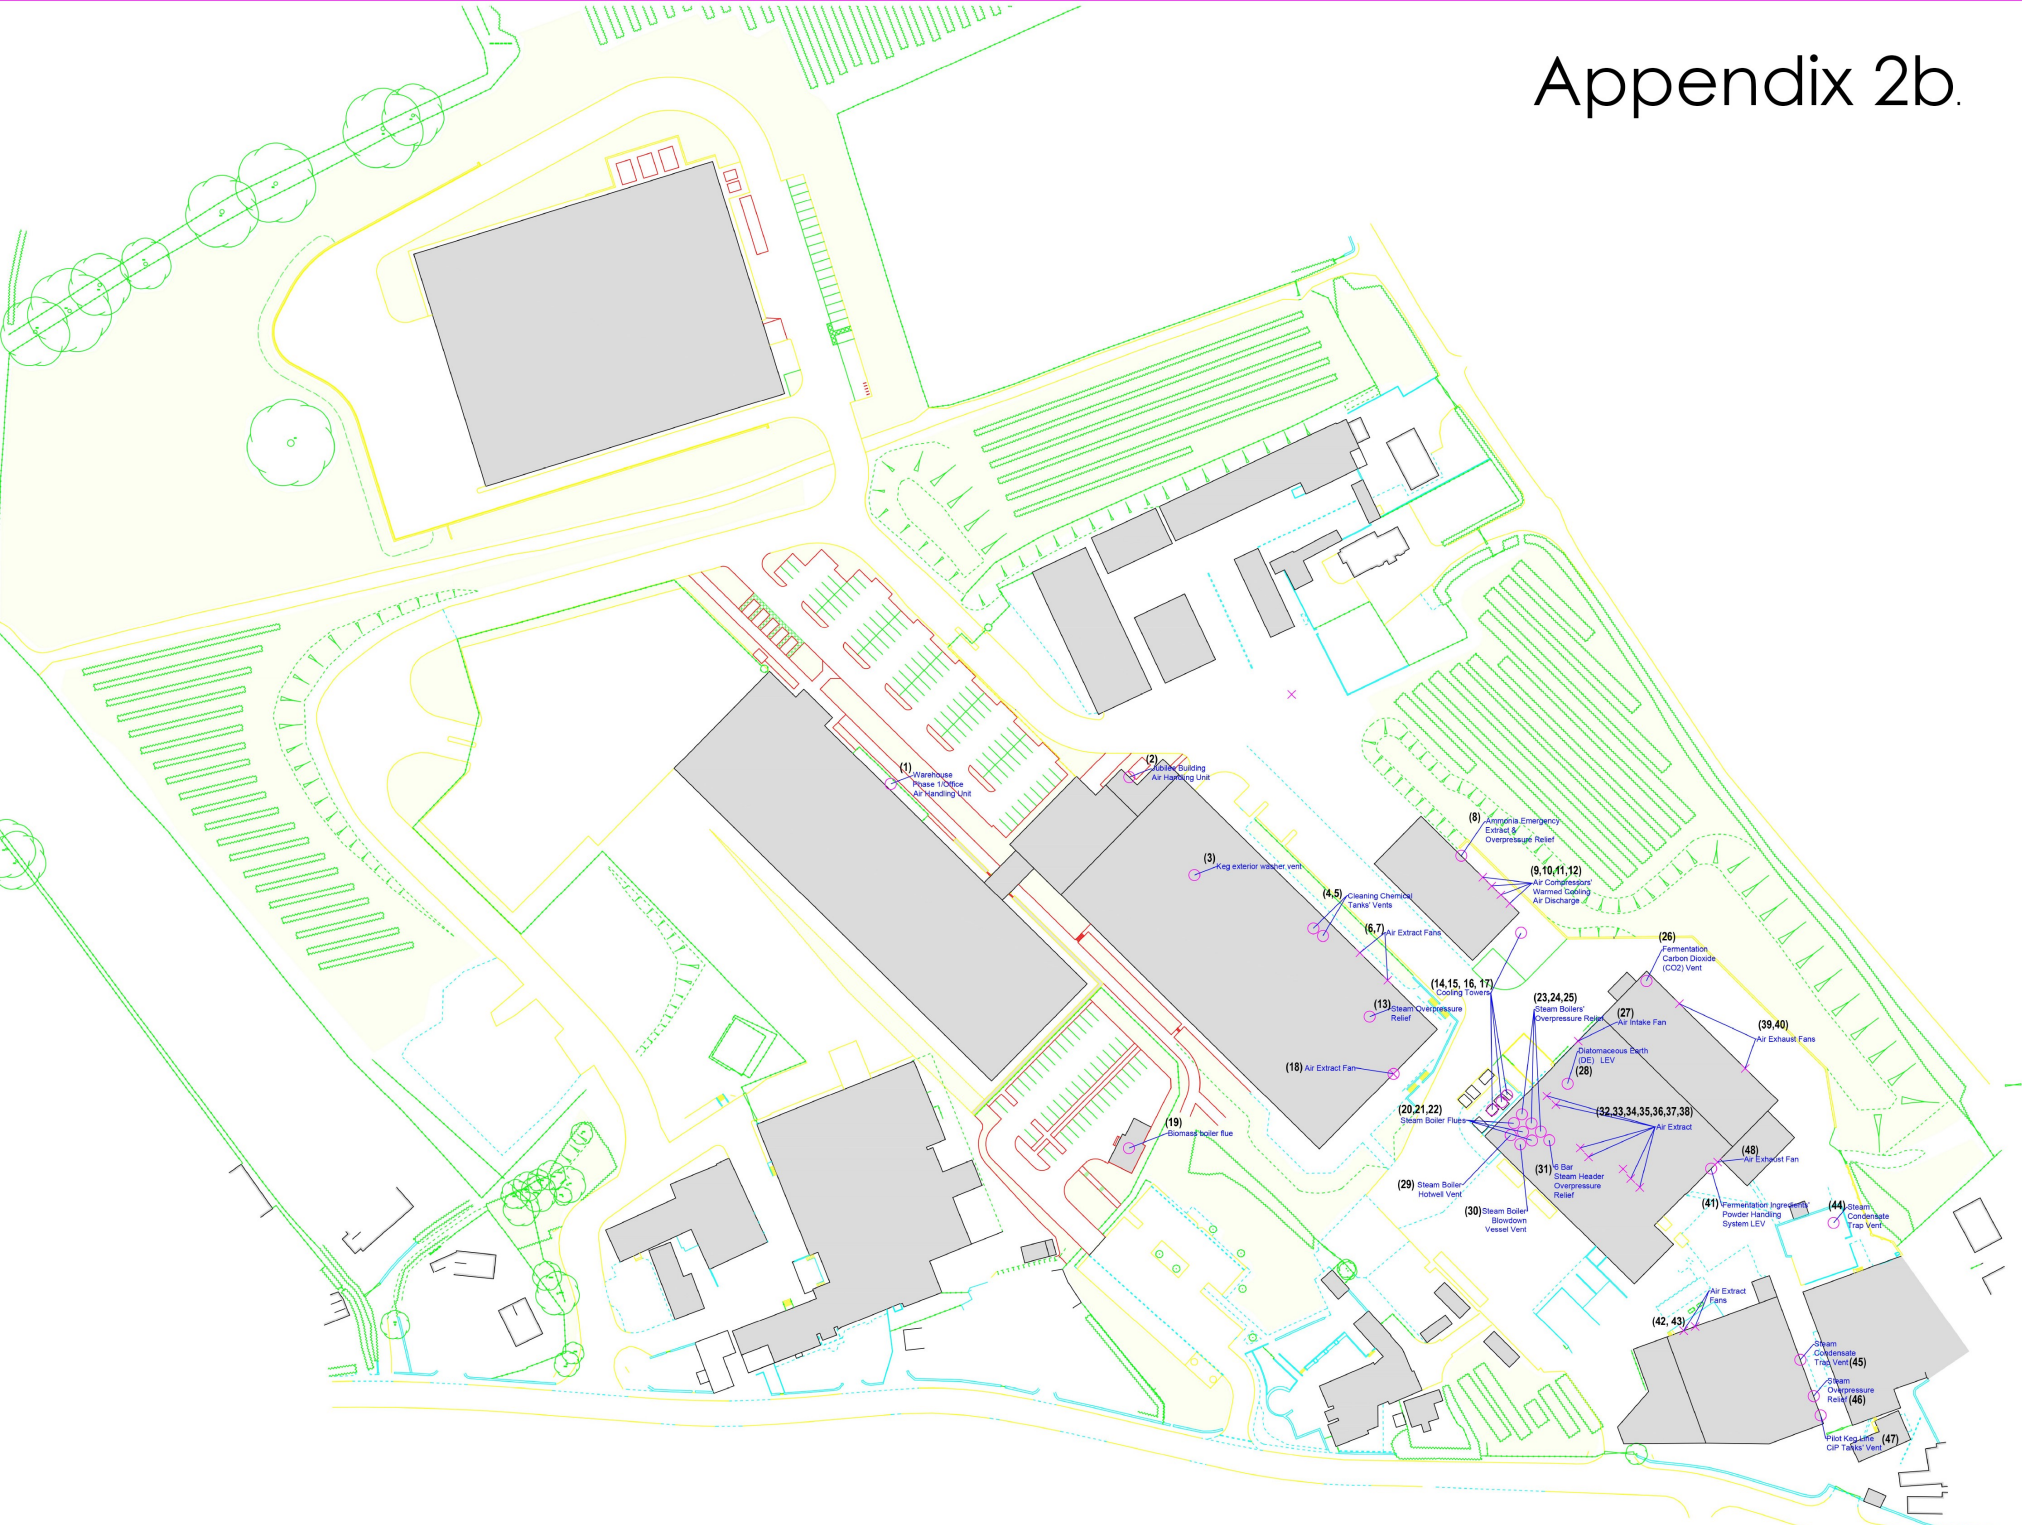 Appendix 2b.
(1)
Warehouse
Phase 1/Office
Air Handling Unit
(2)
Jubilee Building
Air Handling Unit
(3)
Keg exterior washer vent
(4,5)
Cleaning Chemical
Tanks' Vents
(6,7)
Air Extract Fans
(8)
Ammonia Emergency
Extract &
Overpressure Relief
(9,10,11,12)
Air Compressors'
Warmed Cooling
Air Discharge
(13)
Steam Overpressure
Relief
(14,15, 16, 17)
Cooling Towers
(18) Air Extract Fan
(19)
Biomass boiler flue
(20,21,22)
Steam Boiler Flues
(23,24,25)
Steam Boilers'
Overpressure Relief
(26)
Fermentation
Carbon Dioxide
(CO2) Vent
(27)
Air Intake Fan
Diatomaceous Earth
(DE) LEV
(28)
(29) Steam Boiler
Hotwell Vent
(30) Steam Boiler
Blowdown
Vessel Vent
(31) 8 Bar
Steam Header
Overpressure
Relief
(32,33,34,35,36,37,38)
Air Extract
(39,40)
Air Exhaust Fans
(48)
Air Exhaust Fan
(41) Fermentation Ingredients'
Powder Handling
System LEV
(44) Steam
Condensate
Trap Vent
Air Extract
Fans
(42, 43)
Steam
Condensate
Trap Vent (45)
Steam
Overpressure
Relief (46)
Pilot Keg Line
CiP Tanks' Vent (47)